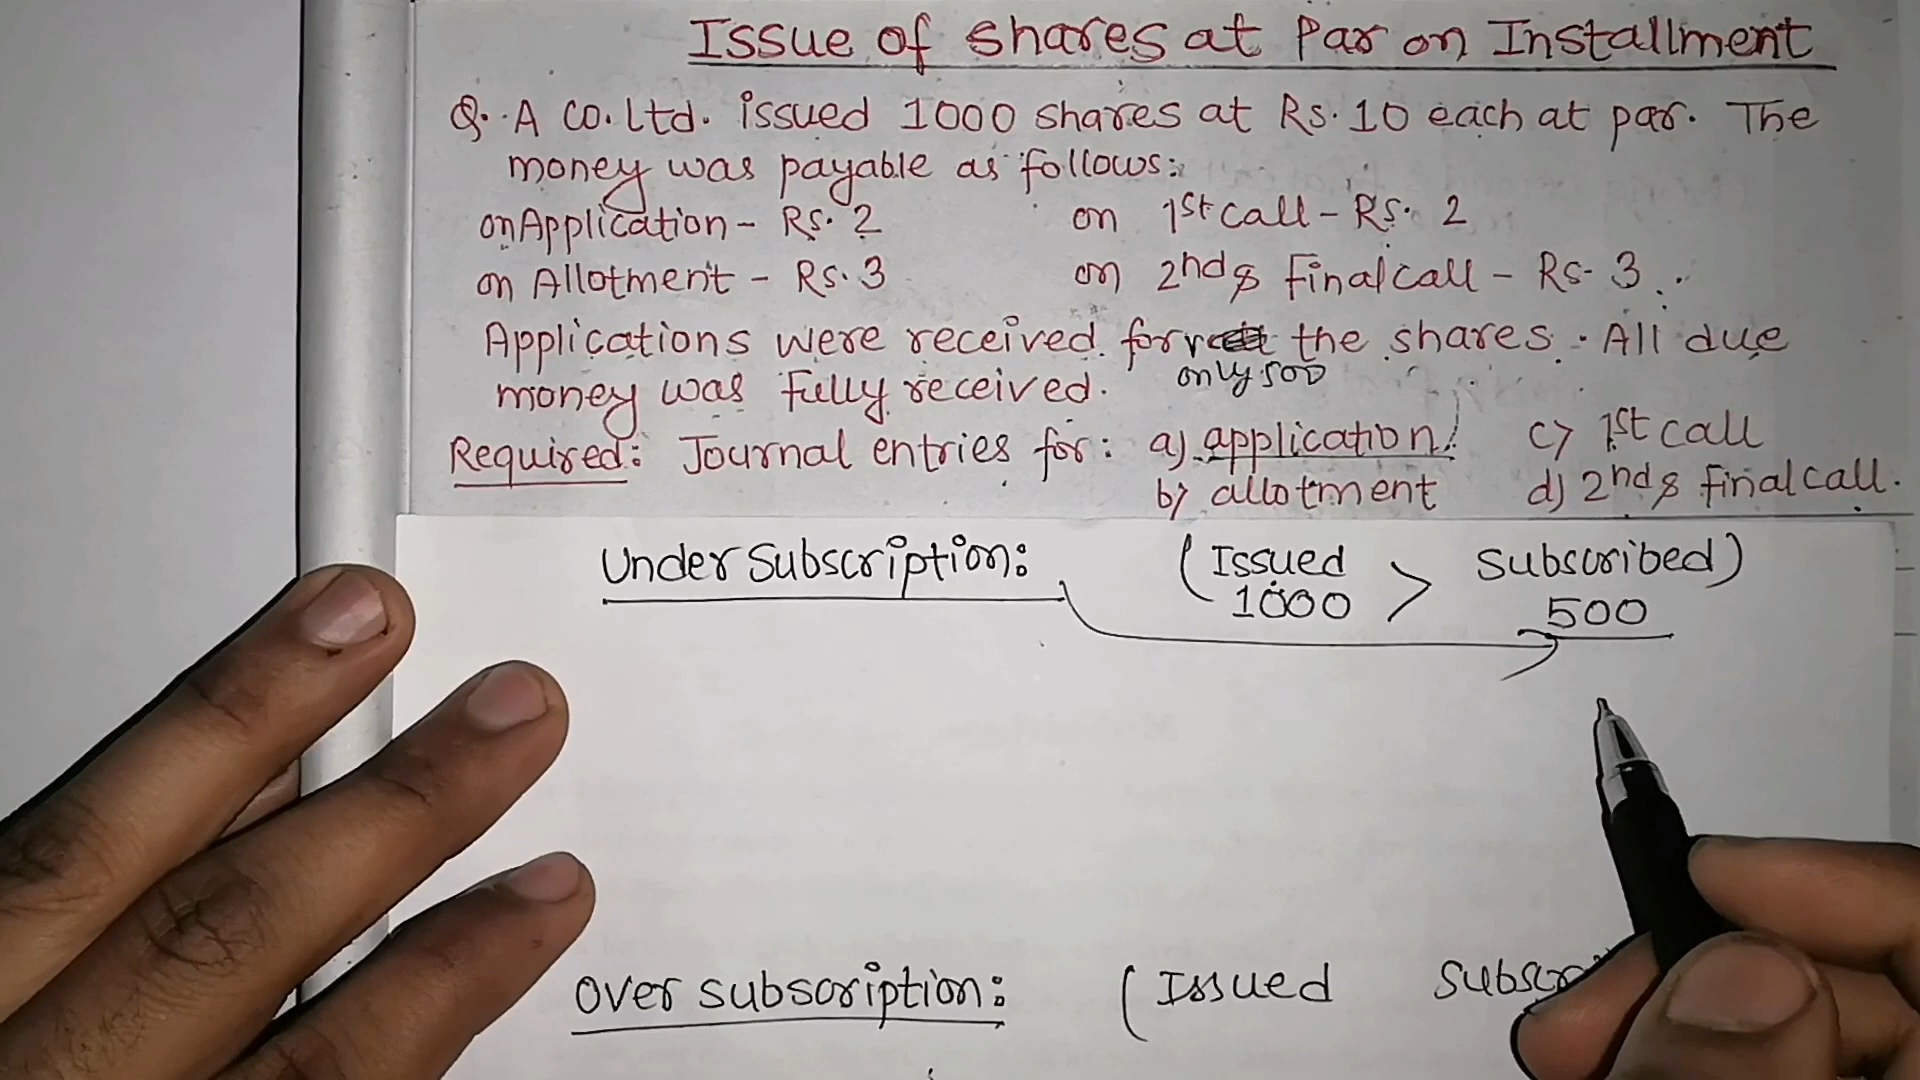 Issue of shares at Par on Installment
Q. A Co. Ltd. issued 1000 shares at Rs. 10 each at par. The
money was payable as follows:
on Application - Rs. 2 on 1st call - Rs. 2
on Allotment - Rs. 3 on 2nd & Final call - Rs. 3
Applications were received for the shares. All due
only 500
money was fully received.
Required: Journal entries for: a) application c) 1st call
b) allotment d) 2nd & final call.
Under Subscription: (Issued > Subscribed)
1000 500
Over subscription: (Issued